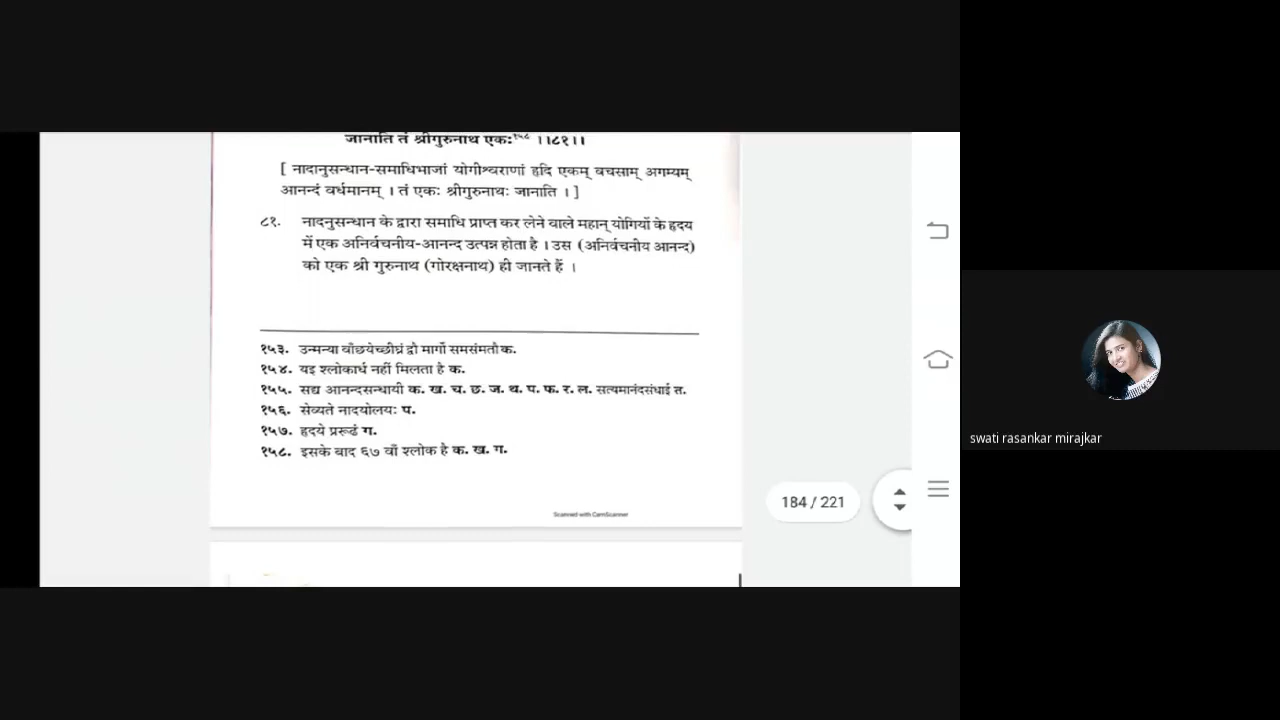 जानाति तं श्रीगुरुनाथ एकः१५८ ।।८१।।
[ नादानुसन्धान-समाधिभाजां योगीश्वराणां हृदि एकम् वचसाम् अगम्यम्
आनन्दं वर्धमानम् । तं एकः श्रीगुरुनाथः जानाति । ]
८१. नादनुसन्धान के द्वारा समाधि प्राप्त कर लेने वाले महान् योगियों के हृदय
में एक अनिर्वचनीय-आनन्द उत्पन्न होता है । उस (अनिर्वचनीय आनन्द)
को एक श्री गुरुनाथ (गोरक्षनाथ) ही जानते हैं ।
१५३. उन्मन्या वाँछयेच्छीघ्रं द्वौ मार्गो समसंमतौ क.
१५४. यइ श्लोकार्ध नहीं मिलता है क.
१५५. सद्य आनन्दसन्धायी क. ख. च. छ. ज. थ. प. फ. र. ल. सत्यमानंदसंधाई त.
१५६. सेव्यते नादयोलयः प.
१५७. हृदये प्ररूढं ग.
१५८. इसके बाद ६७ वाँ श्लोक है क. ख. ग.
Scanned with CamScanner
184 / 221
swati rasankar mirajkar